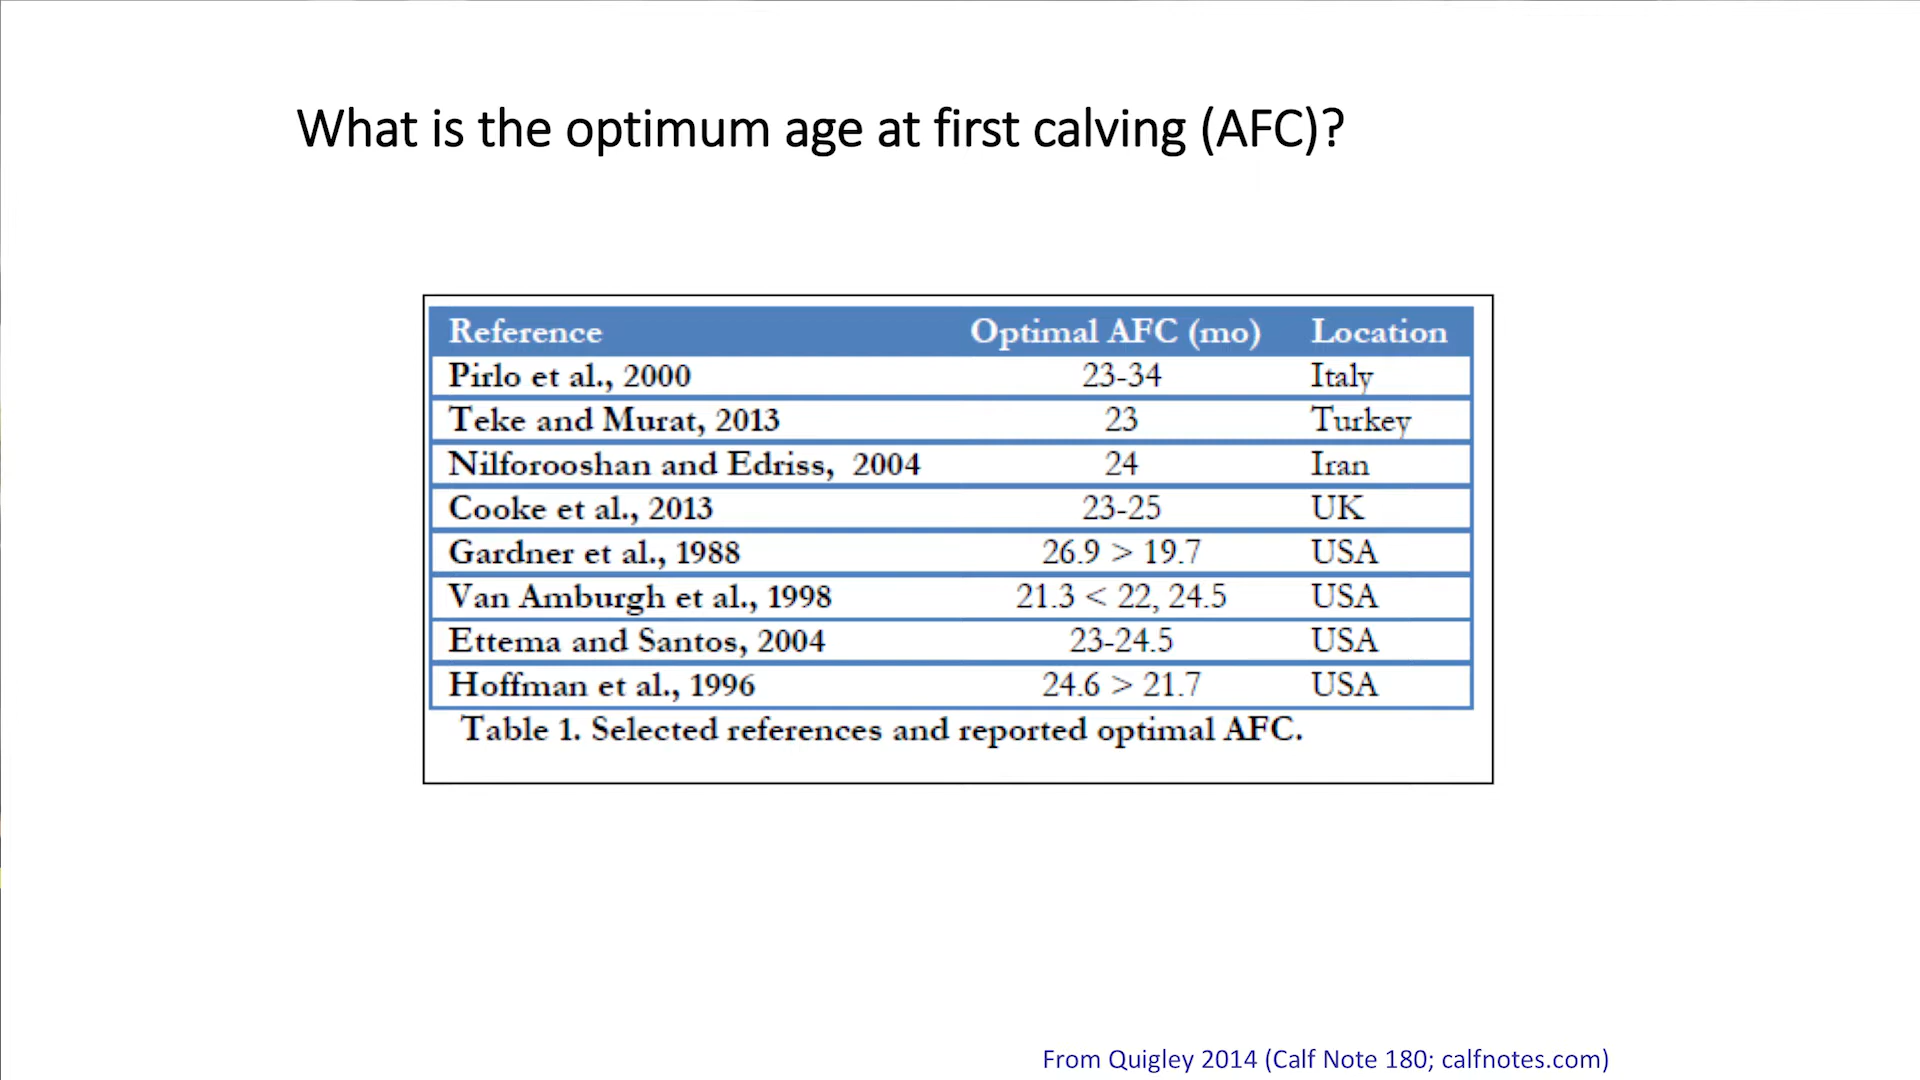 What is the optimum age at first calving (AFC)?
Reference Optimal AFC (mo) Location
Pirlo et al., 2000 23-34 Italy
Teke and Murat, 2013 23 Turkey
Nilforooshan and Edriss, 2004 24 Iran
Cooke et al., 2013 23-25 UK
Gardner et al., 1988 26.9 > 19.7 USA
Van Amburgh et al., 1998 21.3 < 22, 24.5 USA
Ettema and Santos, 2004 23-24.5 USA
Hoffman et al., 1996 24.6 > 21.7 USA
Table 1. Selected references and reported optimal AFC.
From Quigley 2014 (Calf Note 180; calfnotes.com)